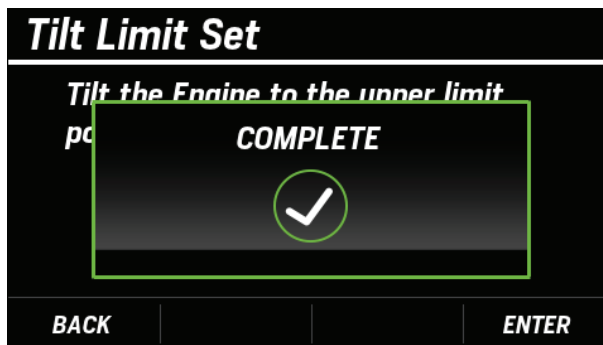 Tilt Limit Set
Tilt the Engine to the upper limit
COMPLETE
BACK
ENTER